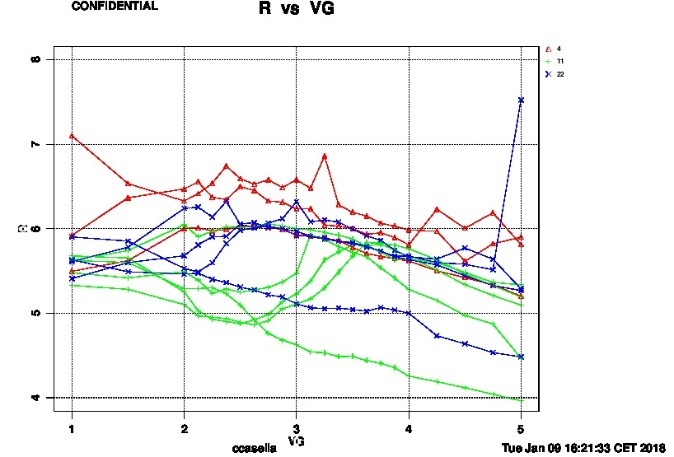 CONFIDENTIAL
R vs VG
8
7
6
5
4
R
1 2 3 4 5
VG
4
11
22
ccasella
Tue Jan 09 16:21:33 CET 2018